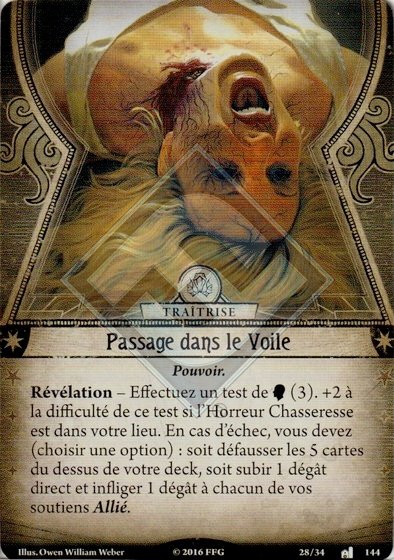 TRAÎTRISE
Passage dans le Voile
Pouvoir.
Révélation – Effectuez un test de (3). +2 à
la difficulté de ce test si l'Horreur Chasseresse
est dans votre lieu. En cas d'échec, vous devez
(choisir une option) : soit défausser les 5 cartes
du dessus de votre deck, soit subir 1 dégât
direct et infliger 1 dégât à chacun de vos
soutiens Allié.
Illus. Owen William Weber © 2016 FFG 28/34 144